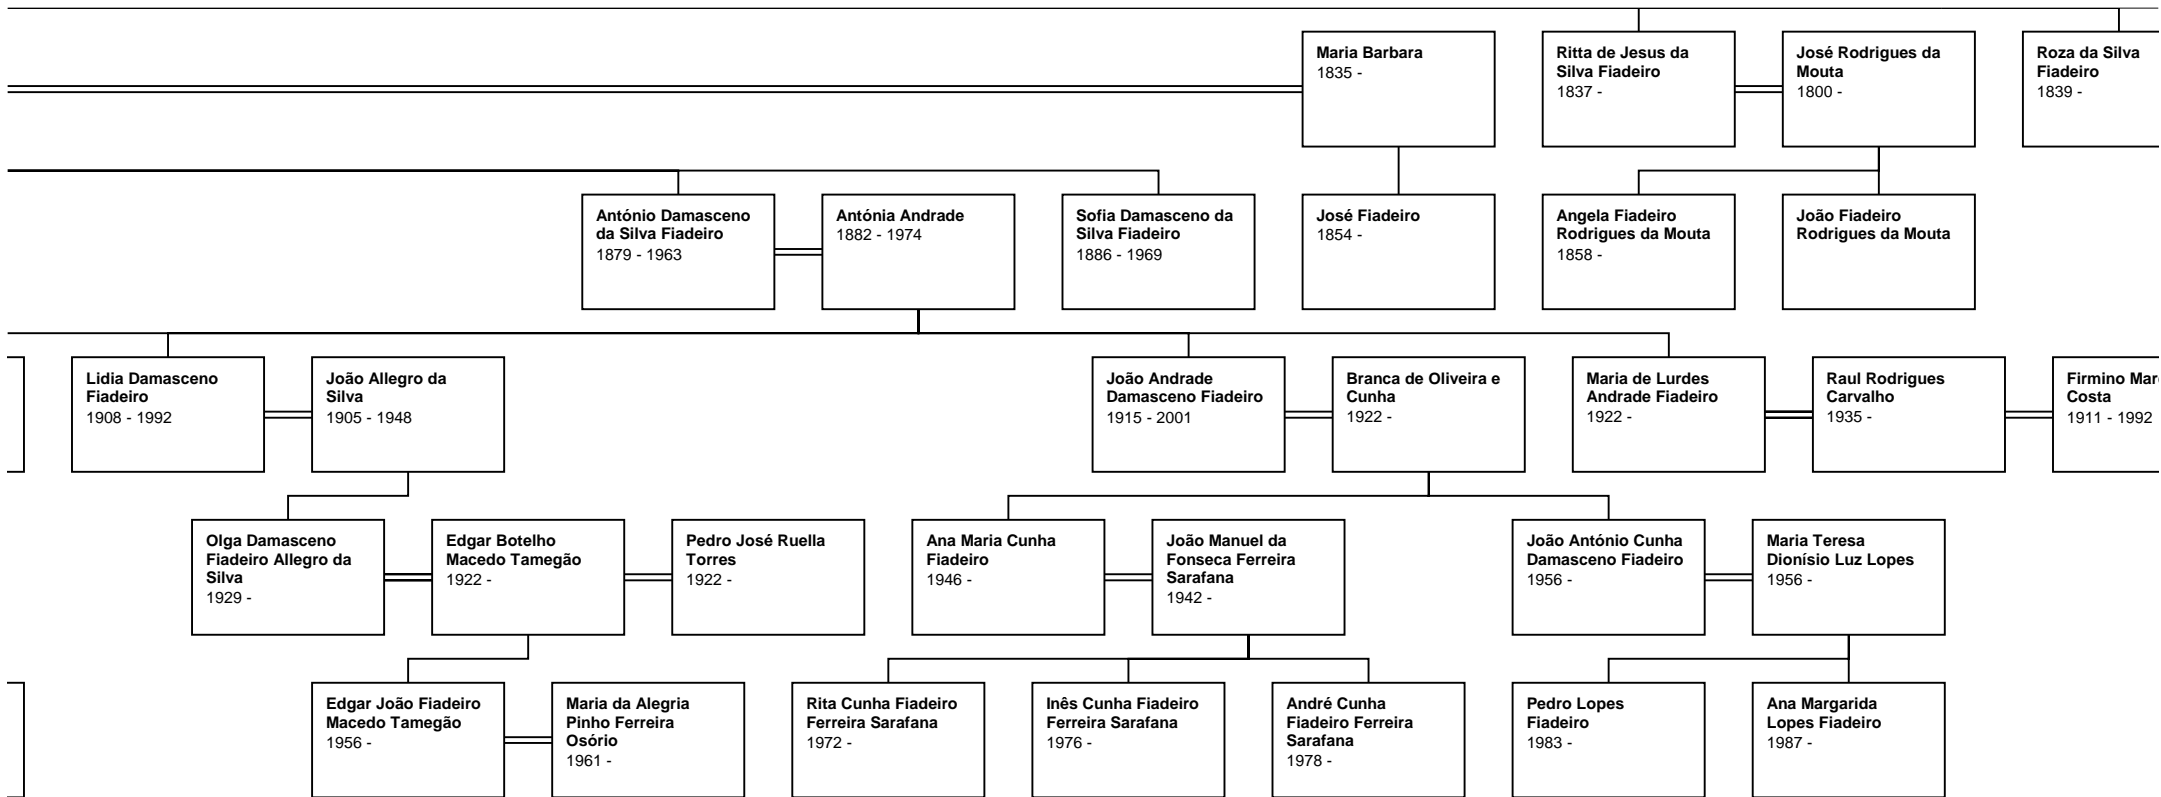 Maria Barbara
1835 -
Ritta de Jesus da
Silva Fiadeiro
1837 -
José Rodrigues da
Mouta
1800 -
Roza da Silva
Fiadeiro
1839 -
António Damasceno
da Silva Fiadeiro
1879 - 1963
Antónia Andrade
1882 - 1974
Sofia Damasceno da
Silva Fiadeiro
1886 - 1969
José Fiadeiro
1854 -
Angela Fiadeiro
Rodrigues da Mouta
1858 -
João Fiadeiro
Rodrigues da Mouta
Lidia Damasceno
Fiadeiro
1908 - 1992
João Allegro da
Silva
1905 - 1948
João Andrade
Damasceno Fiadeiro
1915 - 2001
Branca de Oliveira e
Cunha
1922 -
Maria de Lurdes
Andrade Fiadeiro
1922 -
Raul Rodrigues
Carvalho
1935 -
Firmino
Costa
1911 - 1992
Olga Damasceno
Fiadeiro Allegro da
Silva
1929 -
Edgar Botelho
Macedo Tamegão
1922 -
Pedro José Ruella
Torres
1922 -
Ana Maria Cunha
Fiadeiro
1946 -
João Manuel da
Fonseca Ferreira
Sarafana
1942 -
João António Cunha
Damasceno Fiadeiro
1956 -
Maria Teresa
Dionísio Luz Lopes
1956 -
Edgar João Fiadeiro
Macedo Tamegão
1956 -
Maria da Alegria
Pinho Ferreira
Osório
1961 -
Rita Cunha Fiadeiro
Ferreira Sarafana
1972 -
Inês Cunha Fiadeiro
Ferreira Sarafana
1976 -
André Cunha
Fiadeiro Ferreira
Sarafana
1978 -
Pedro Lopes
Fiadeiro
1983 -
Ana Margarida
Lopes Fiadeiro
1987 -